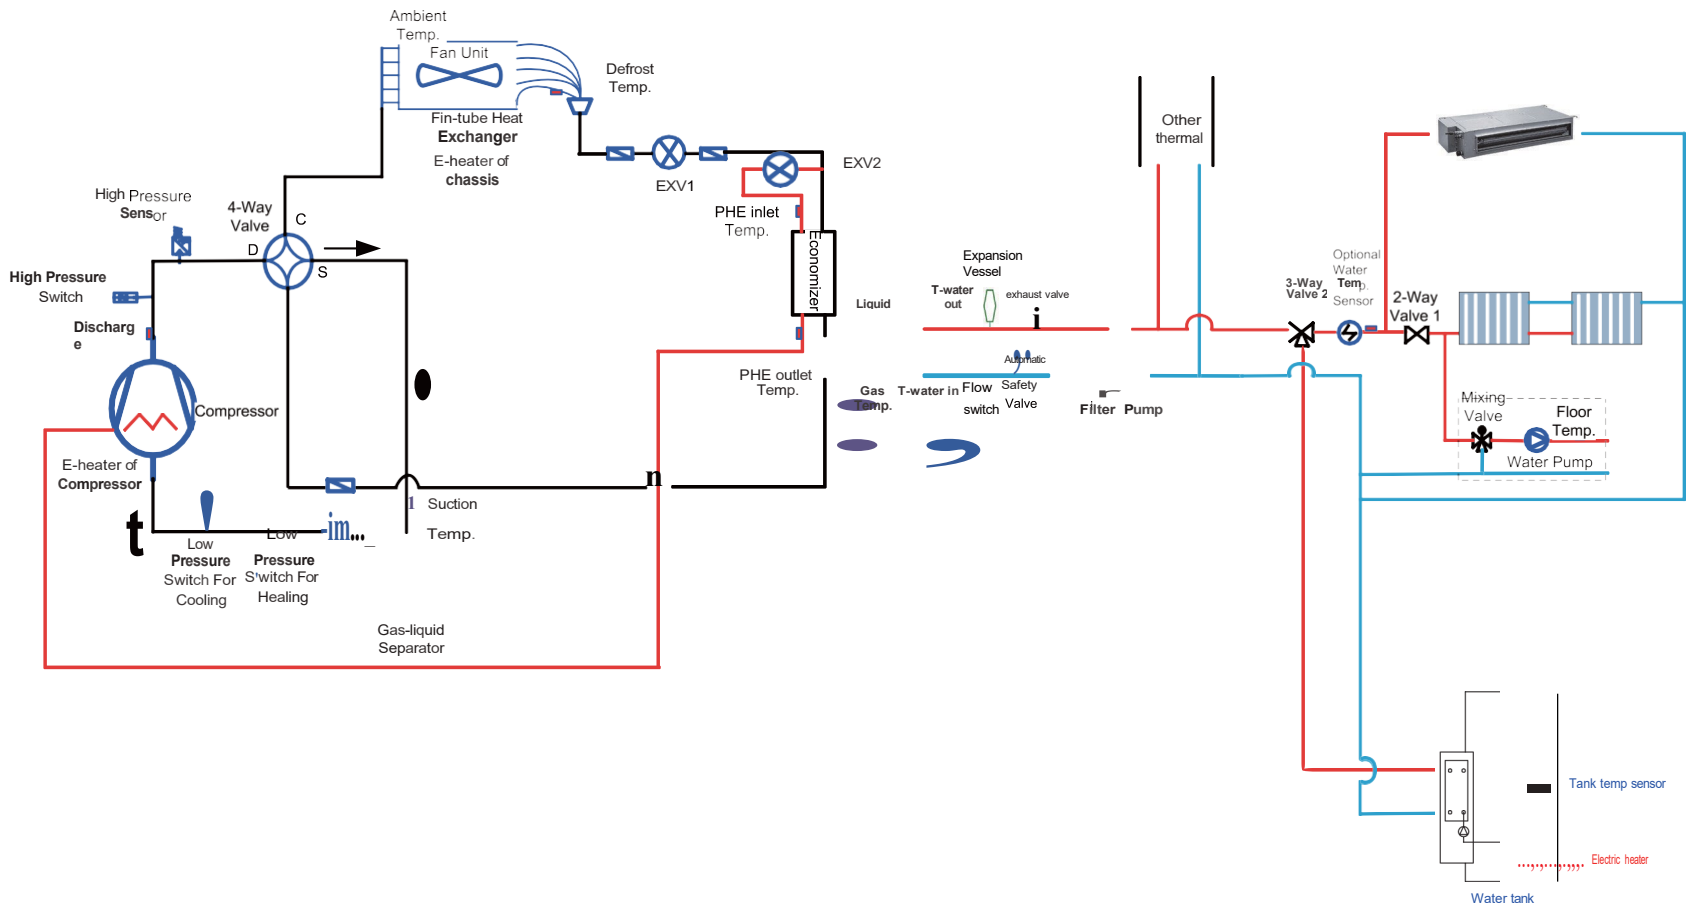 Ambient
Temp.
Fan Unit
Defrost
Temp.
Fin-tube Heat
Exchanger
E-heater of
chassis
EXV1
EXV2
High Pressure
Sensor
4-Way
Valve
C
D
S
PHE inlet
Temp.
Economizer
High Pressure
Switch
Discharg
e
Compressor
E-heater of
Compressor
t
Low
Pressure
Switch For
Cooling
Low
Pressure
S'witch For
Healing
im..._
1
Suction
Temp.
n
Gas-liquid
Separator
PHE outlet
Temp.
Liquid
Gas
Temp.
T-water
out
T-water in
Expansion
Vessel
exhaust valve
i
Automatic
Flow
switch
Safety
Valve
Filter Pump
Other
thermal
3-Way
Valve 2
Optional
Water
Temp.
Sensor
2-Way
Valve 1
Mixing
Valve
Floor
Temp.
Water Pump
Tank temp sensor
Electric heater
Water tank